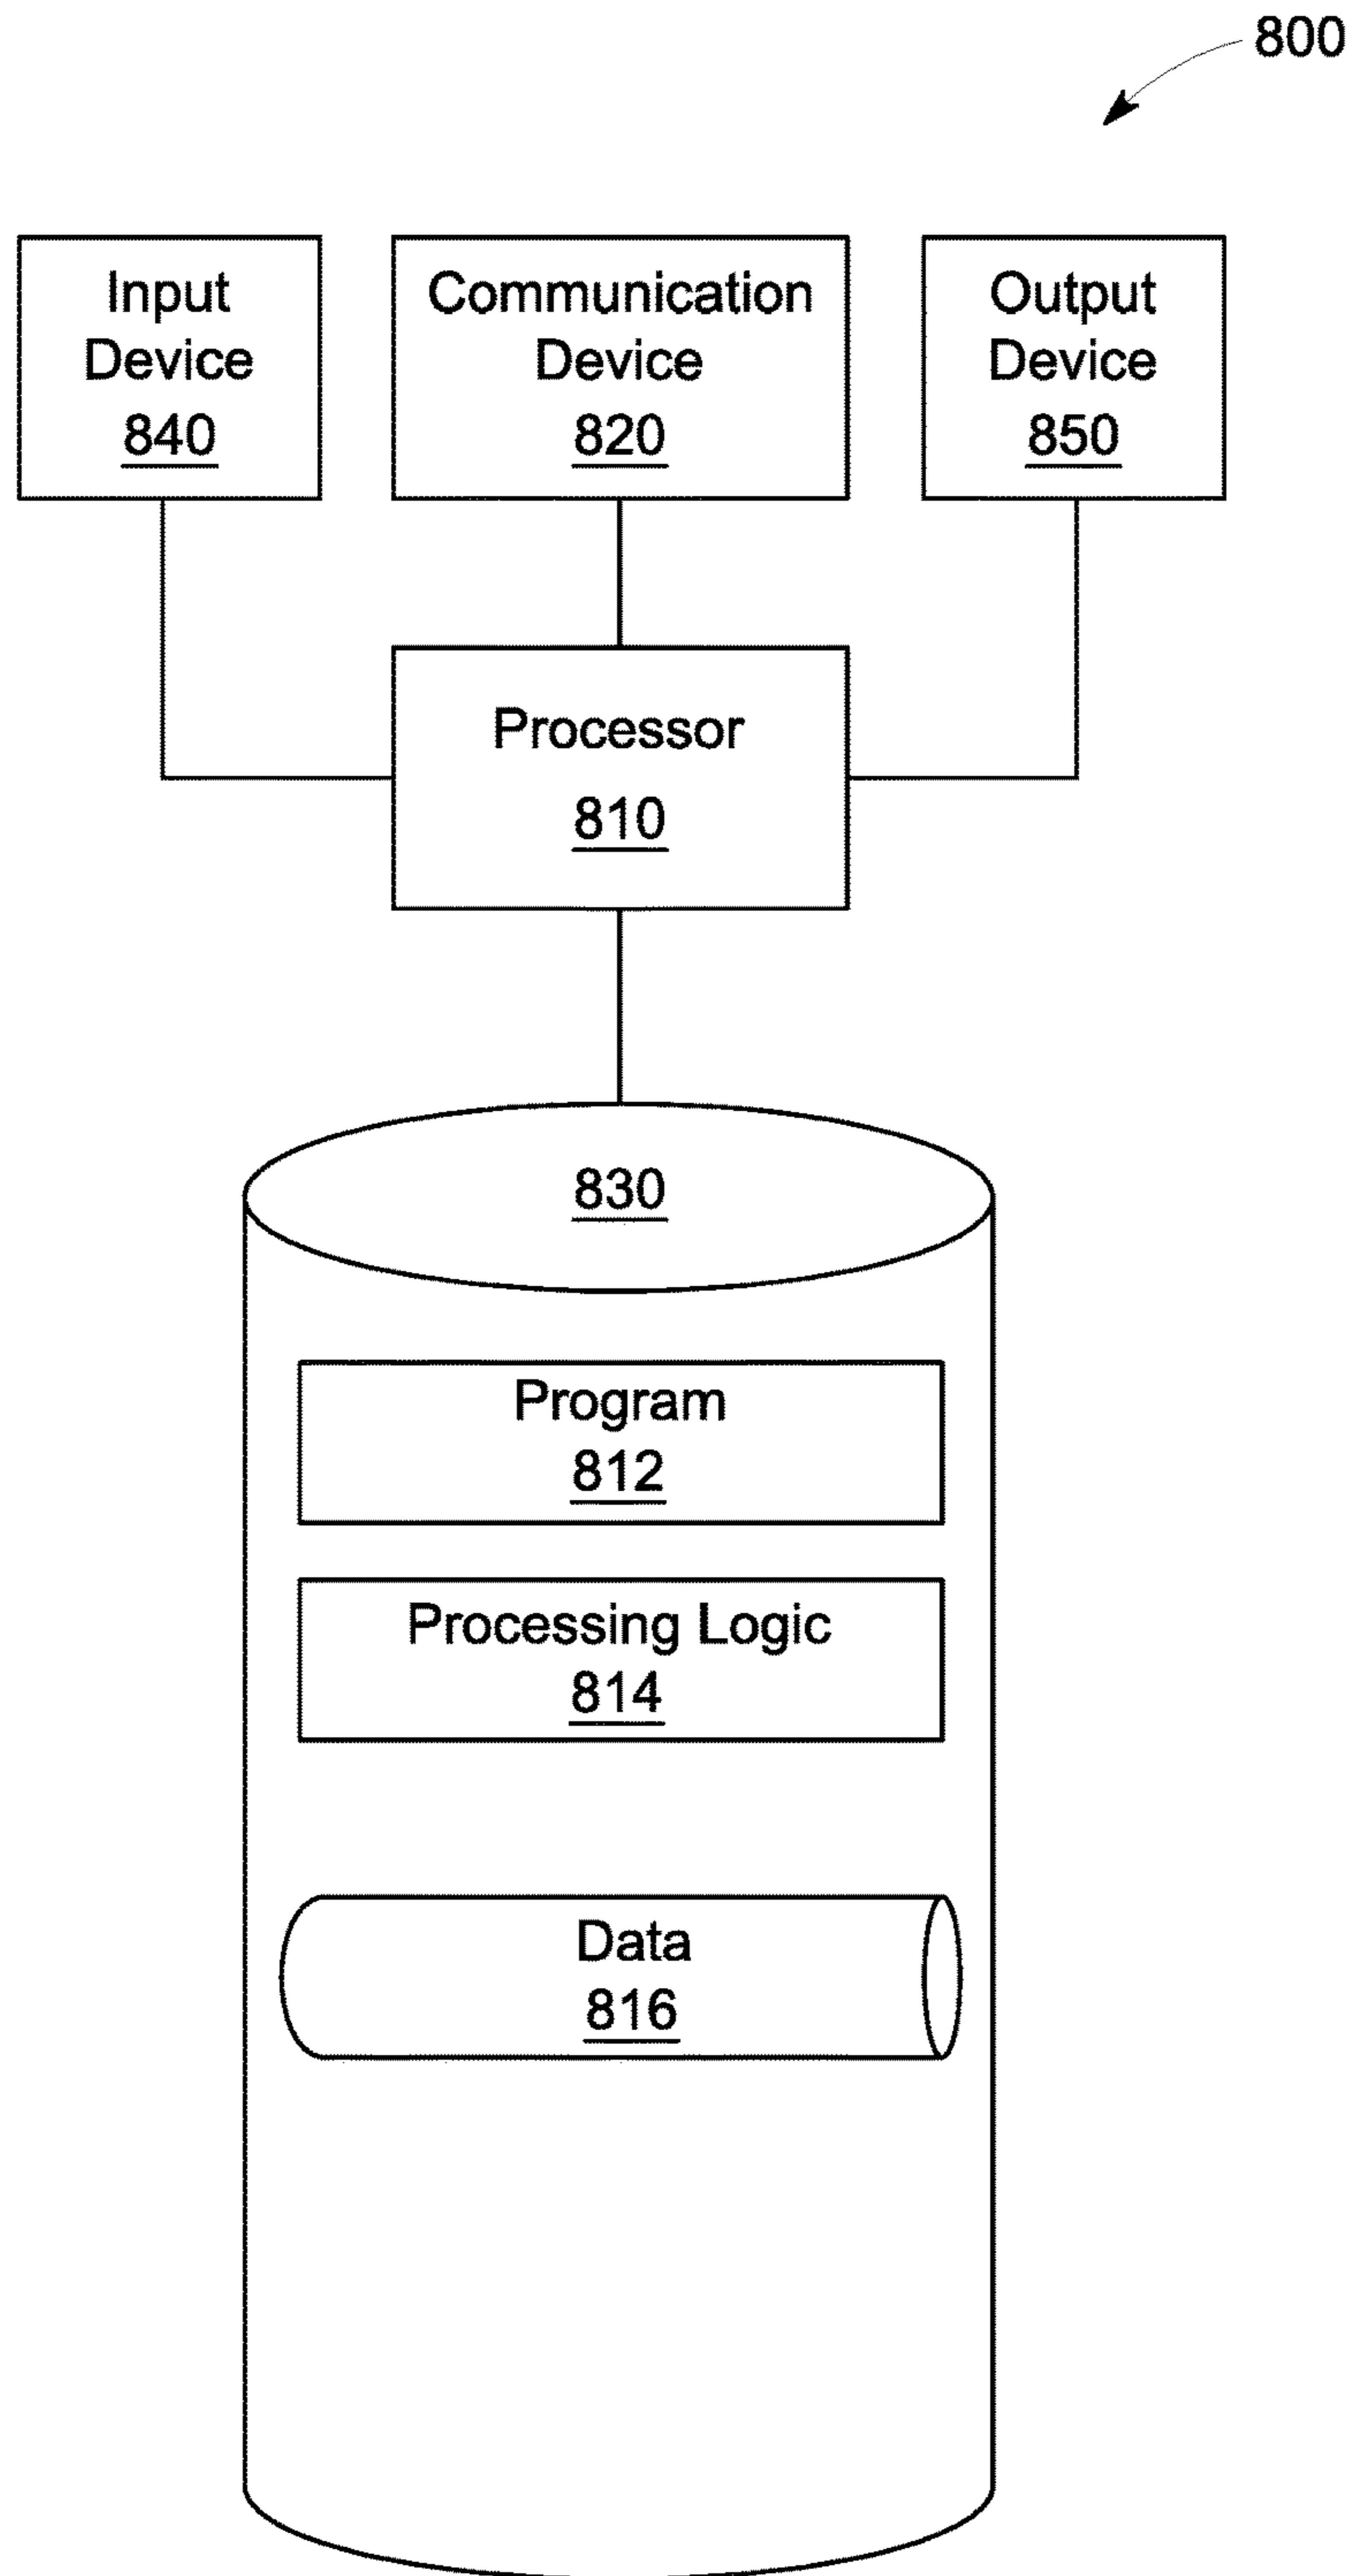 800
Input
Device
840
Communication
Device
820
Output
Device
850
Processor
810
830
Program
812
Processing Logic
814
Data
816